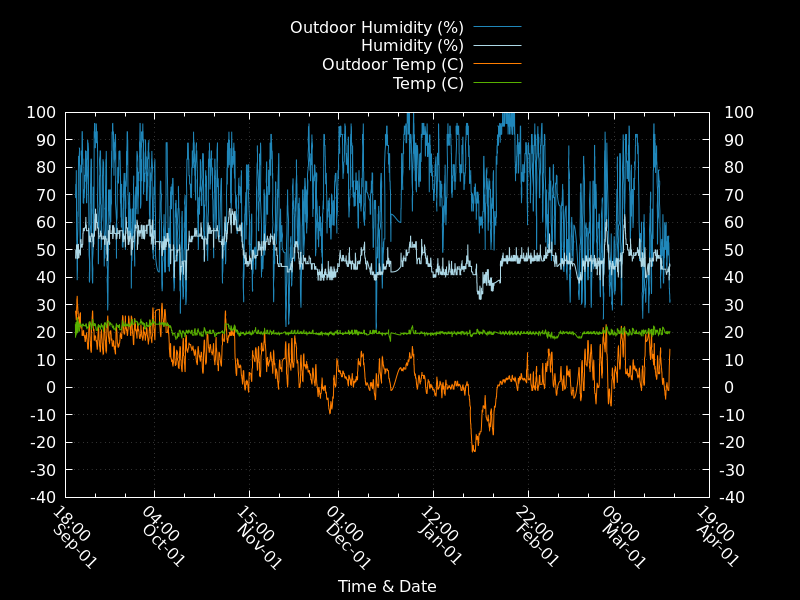 Outdoor Humidity (%)
Humidity (%)
Outdoor Temp (C)
Temp (C)
100 100
90 90
80 80
70 70
60 60
50 50
40 40
30 30
20 20
10 10
0 0
-10 -10
-20 -20
-30 -30
-40 -40
18:00 04:00 15:00 01:00 12:00 22:00 09:00 19:00
Sep-01 Oct-01 Nov-01 Dec-01 Jan-01 Feb-01 Mar-01 Apr-01
Time & Date